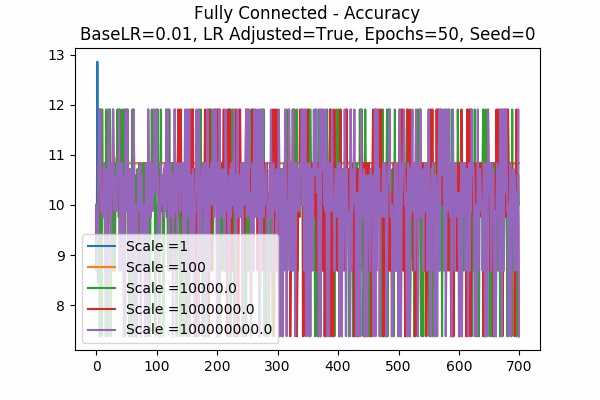 Fully Connected - Accuracy
BaseLR=0.01, LR Adjusted=True, Epochs=50, Seed=0
13
12
11
10
9
8
Scale =1
Scale =100
Scale =10000.0
Scale =1000000.0
Scale =100000000.0
0 100 200 300 400 500 600 700